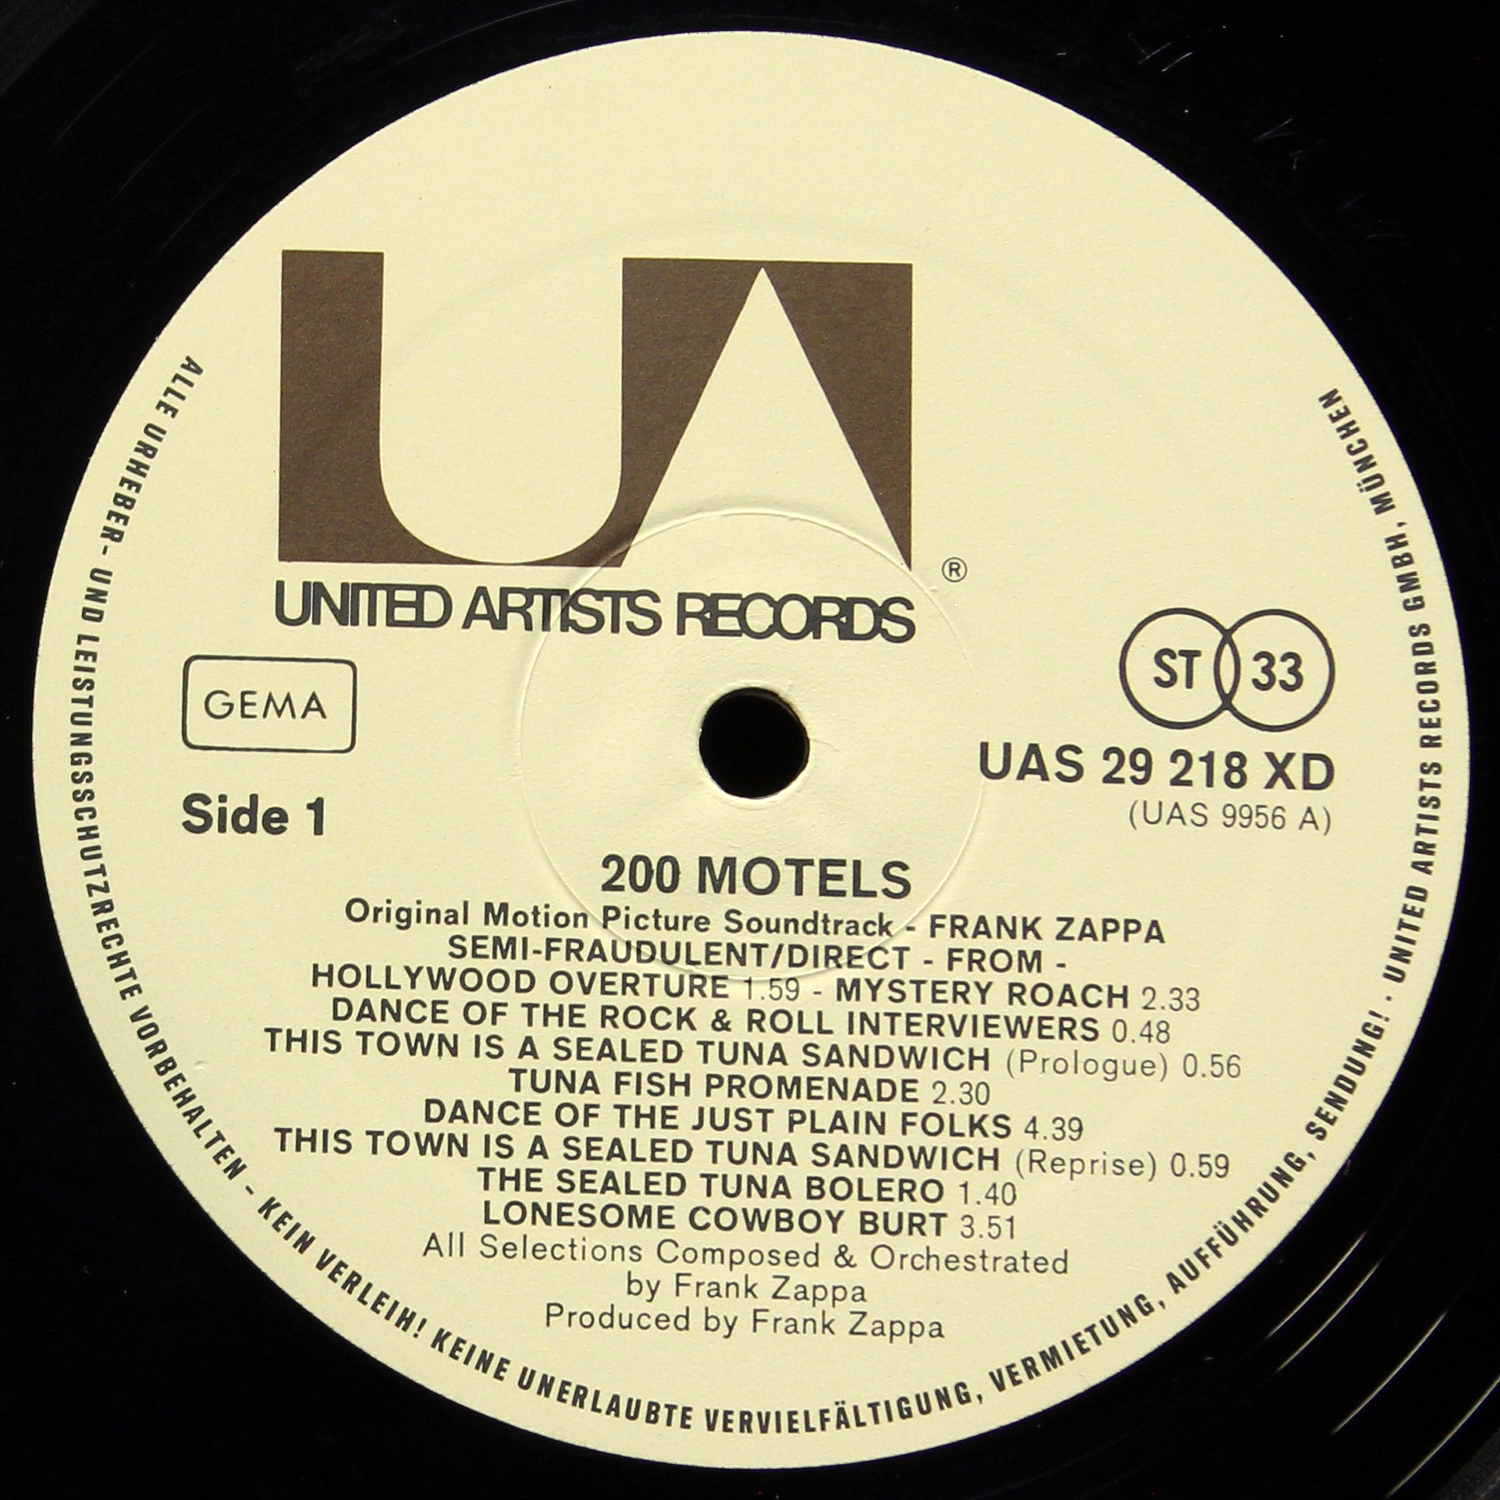 UA
®
UNITED ARTISTS RECORDS
GEMA
ST 33
UAS 29 218 XD
(UAS 9956 A)
Side 1
200 MOTELS
Original Motion Picture Soundtrack - FRANK ZAPPA
SEMI-FRAUDULENT/DIRECT - FROM -
HOLLYWOOD OVERTURE 1.59 - MYSTERY ROACH 2.33
DANCE OF THE ROCK & ROLL INTERVIEWERS 0.48
THIS TOWN IS A SEALED TUNA SANDWICH (Prologue) 0.56
TUNA FISH PROMENADE 2.30
DANCE OF THE JUST PLAIN FOLKS 4.39
THIS TOWN IS A SEALED TUNA SANDWICH (Reprise) 0.59
THE SEALED TUNA BOLERO 1.40
LONESOME COWBOY BURT 3.51
All Selections Composed & Orchestrated
by Frank Zappa
Produced by Frank Zappa
ALLE URHEBER- UND LEISTUNGSSCHUTZRECHTE VORBEHALTEN - KEIN VERLEIH! KEINE UNERLAUBTE VERVIELFÄLTIGUNG, VERMIETUNG, AUFFÜHRUNG, SENDUNG! · UNITED ARTISTS RECORDS GMBH, MÜNCHEN